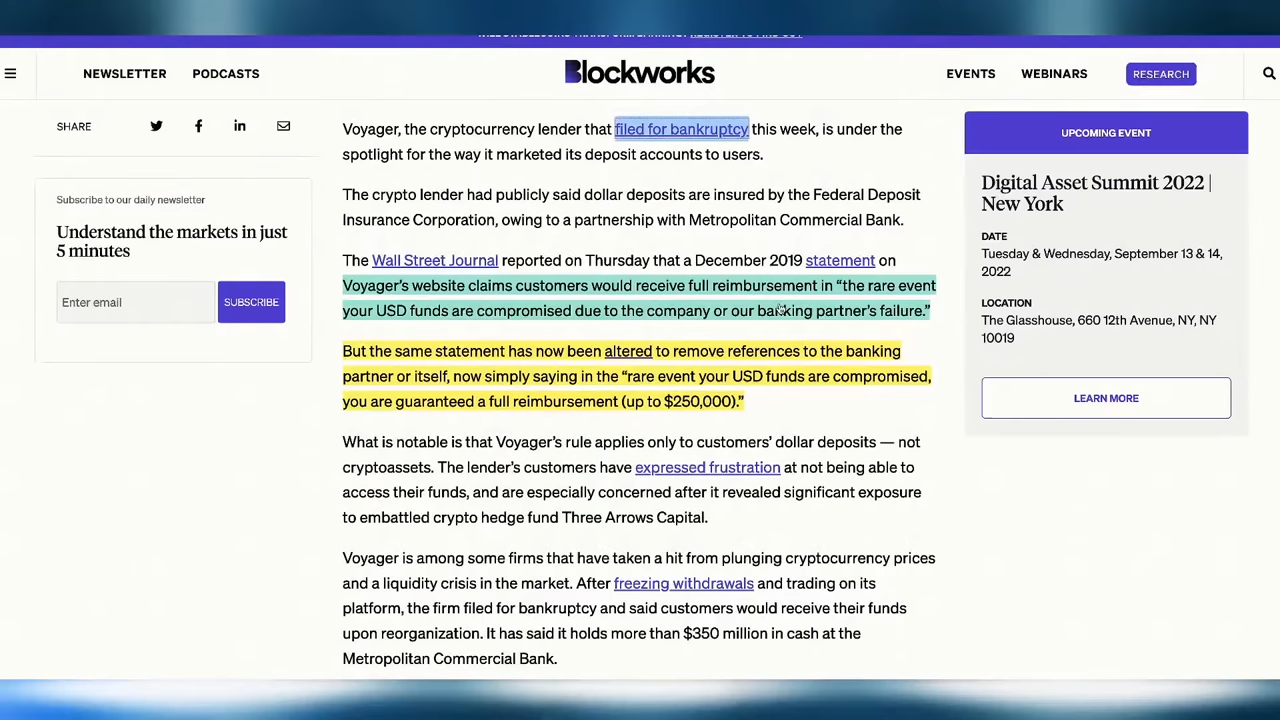 REGISTER TO FIND OUT
NEWSLETTER PODCASTS Blockworks EVENTS WEBINARS RESEARCH
SHARE
Subscribe to our daily newsletter
Understand the markets in just
5 minutes
Enter email SUBSCRIBE
Voyager, the cryptocurrency lender that filed for bankruptcy this week, is under the
spotlight for the way it marketed its deposit accounts to users.
The crypto lender had publicly said dollar deposits are insured by the Federal Deposit
Insurance Corporation, owing to a partnership with Metropolitan Commercial Bank.
The Wall Street Journal reported on Thursday that a December 2019 statement on
Voyager’s website claims customers would receive full reimbursement in “the rare event
your USD funds are compromised due to the company or our banking partner’s failure.”
But the same statement has now been altered to remove references to the banking
partner or itself, now simply saying in the “rare event your USD funds are compromised,
you are guaranteed a full reimbursement (up to $250,000).”
What is notable is that Voyager’s rule applies only to customers’ dollar deposits — not
cryptoassets. The lender’s customers have expressed frustration at not being able to
access their funds, and are especially concerned after it revealed significant exposure
to embattled crypto hedge fund Three Arrows Capital.
Voyager is among some firms that have taken a hit from plunging cryptocurrency prices
and a liquidity crisis in the market. After freezing withdrawals and trading on its
platform, the firm filed for bankruptcy and said customers would receive their funds
upon reorganization. It has said it holds more than $350 million in cash at the
Metropolitan Commercial Bank.
UPCOMING EVENT
Digital Asset Summit 2022 |
New York
DATE
Tuesday & Wednesday, September 13 & 14,
2022
LOCATION
The Glasshouse, 660 12th Avenue, NY, NY
10019
LEARN MORE